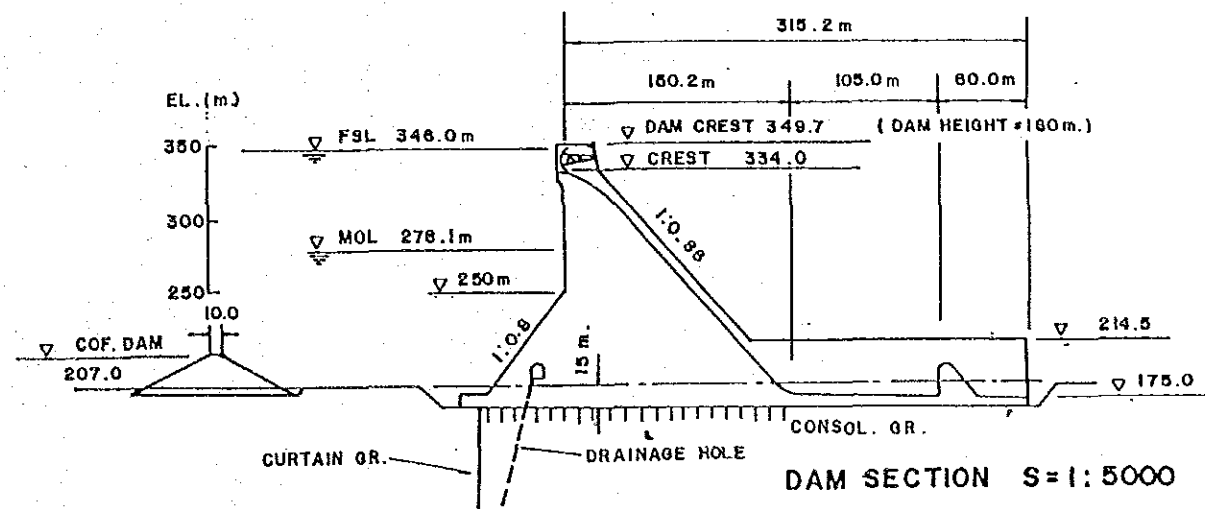 315.2m
160.2m
105.0m
60.0m
EL.(m)
FSL 346.0m
DAM CREST 349.7
(DAM HEIGHT = 180m.)
350
CREST 334.0
300
1:0.88
MOL 278.1m
250m
250
10.0
1:0.8
COF. DAM
207.0
15 m.
214.5
175.0
CONSOL. GR.
CURTAIN GR.
DRAINAGE HOLE
DAM SECTION S=1:5000